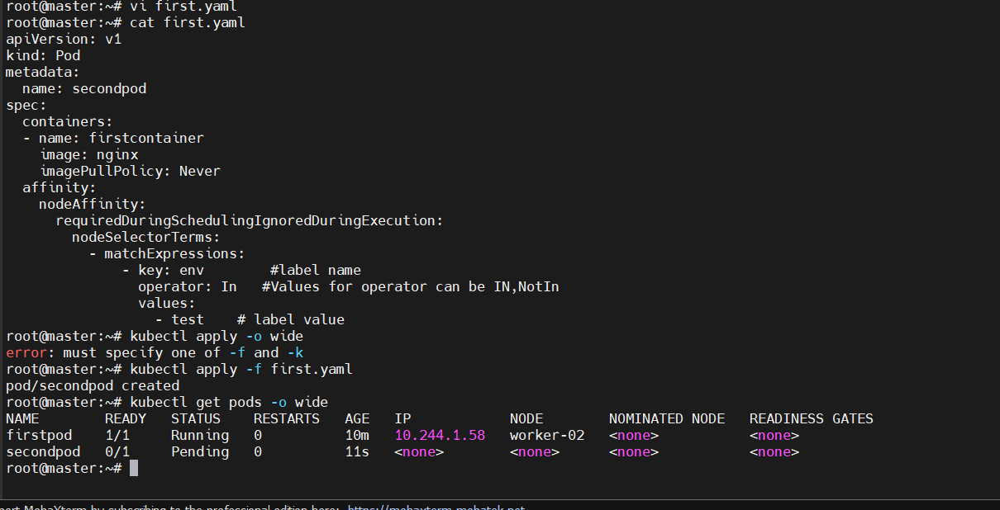 root@master:~# vi first.yaml
root@master:~# cat first.yaml
apiVersion: v1
kind: Pod
metadata:
  name: secondpod
spec:
  containers:
  - name: firstcontainer
    image: nginx
    imagePullPolicy: Never
  affinity:
    nodeAffinity:
      requiredDuringSchedulingIgnoredDuringExecution:
        nodeSelectorTerms:
          - matchExpressions:
              - key: env        #label name
                operator: In   #Values for operator can be IN,NotIn
                values:
                  - test    # label value
root@master:~# kubectl apply -o wide
error: must specify one of -f and -k
root@master:~# kubectl apply -f first.yaml
pod/secondpod created
root@master:~# kubectl get pods -o wide
NAME        READY   STATUS    RESTARTS   AGE   IP            NODE        NOMINATED NODE   READINESS GATES
firstpod    1/1     Running   0          10m   10.244.1.58   worker-02   <none>           <none>
secondpod   0/1     Pending   0          11s   <none>        <none>      <none>           <none>
root@master:~#
port MobaXterm by subscribing to the professional edition here: https://mobaxterm.mobatek.net